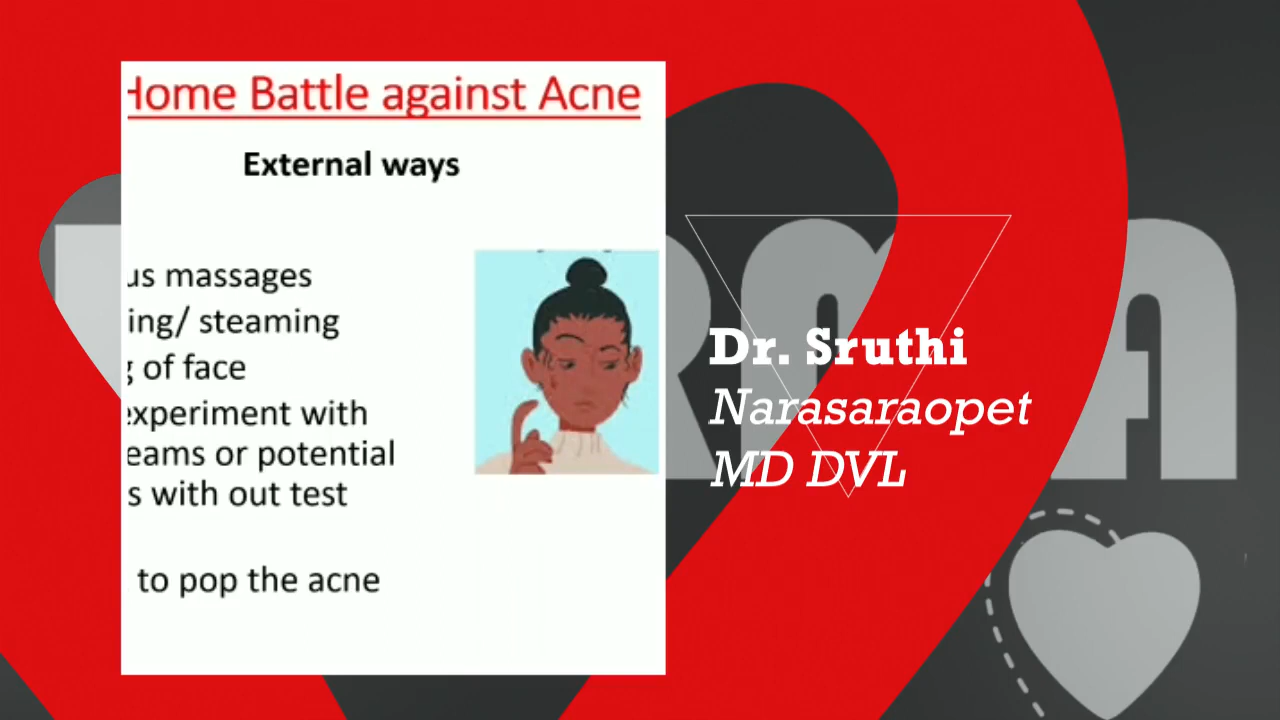 Home Battle against Acne
External ways
us massages
ing/ steaming
g of face
experiment with
eams or potential
s with out test
to pop the acne
Dr. Sruthi
Narasaraopet
MD DVL